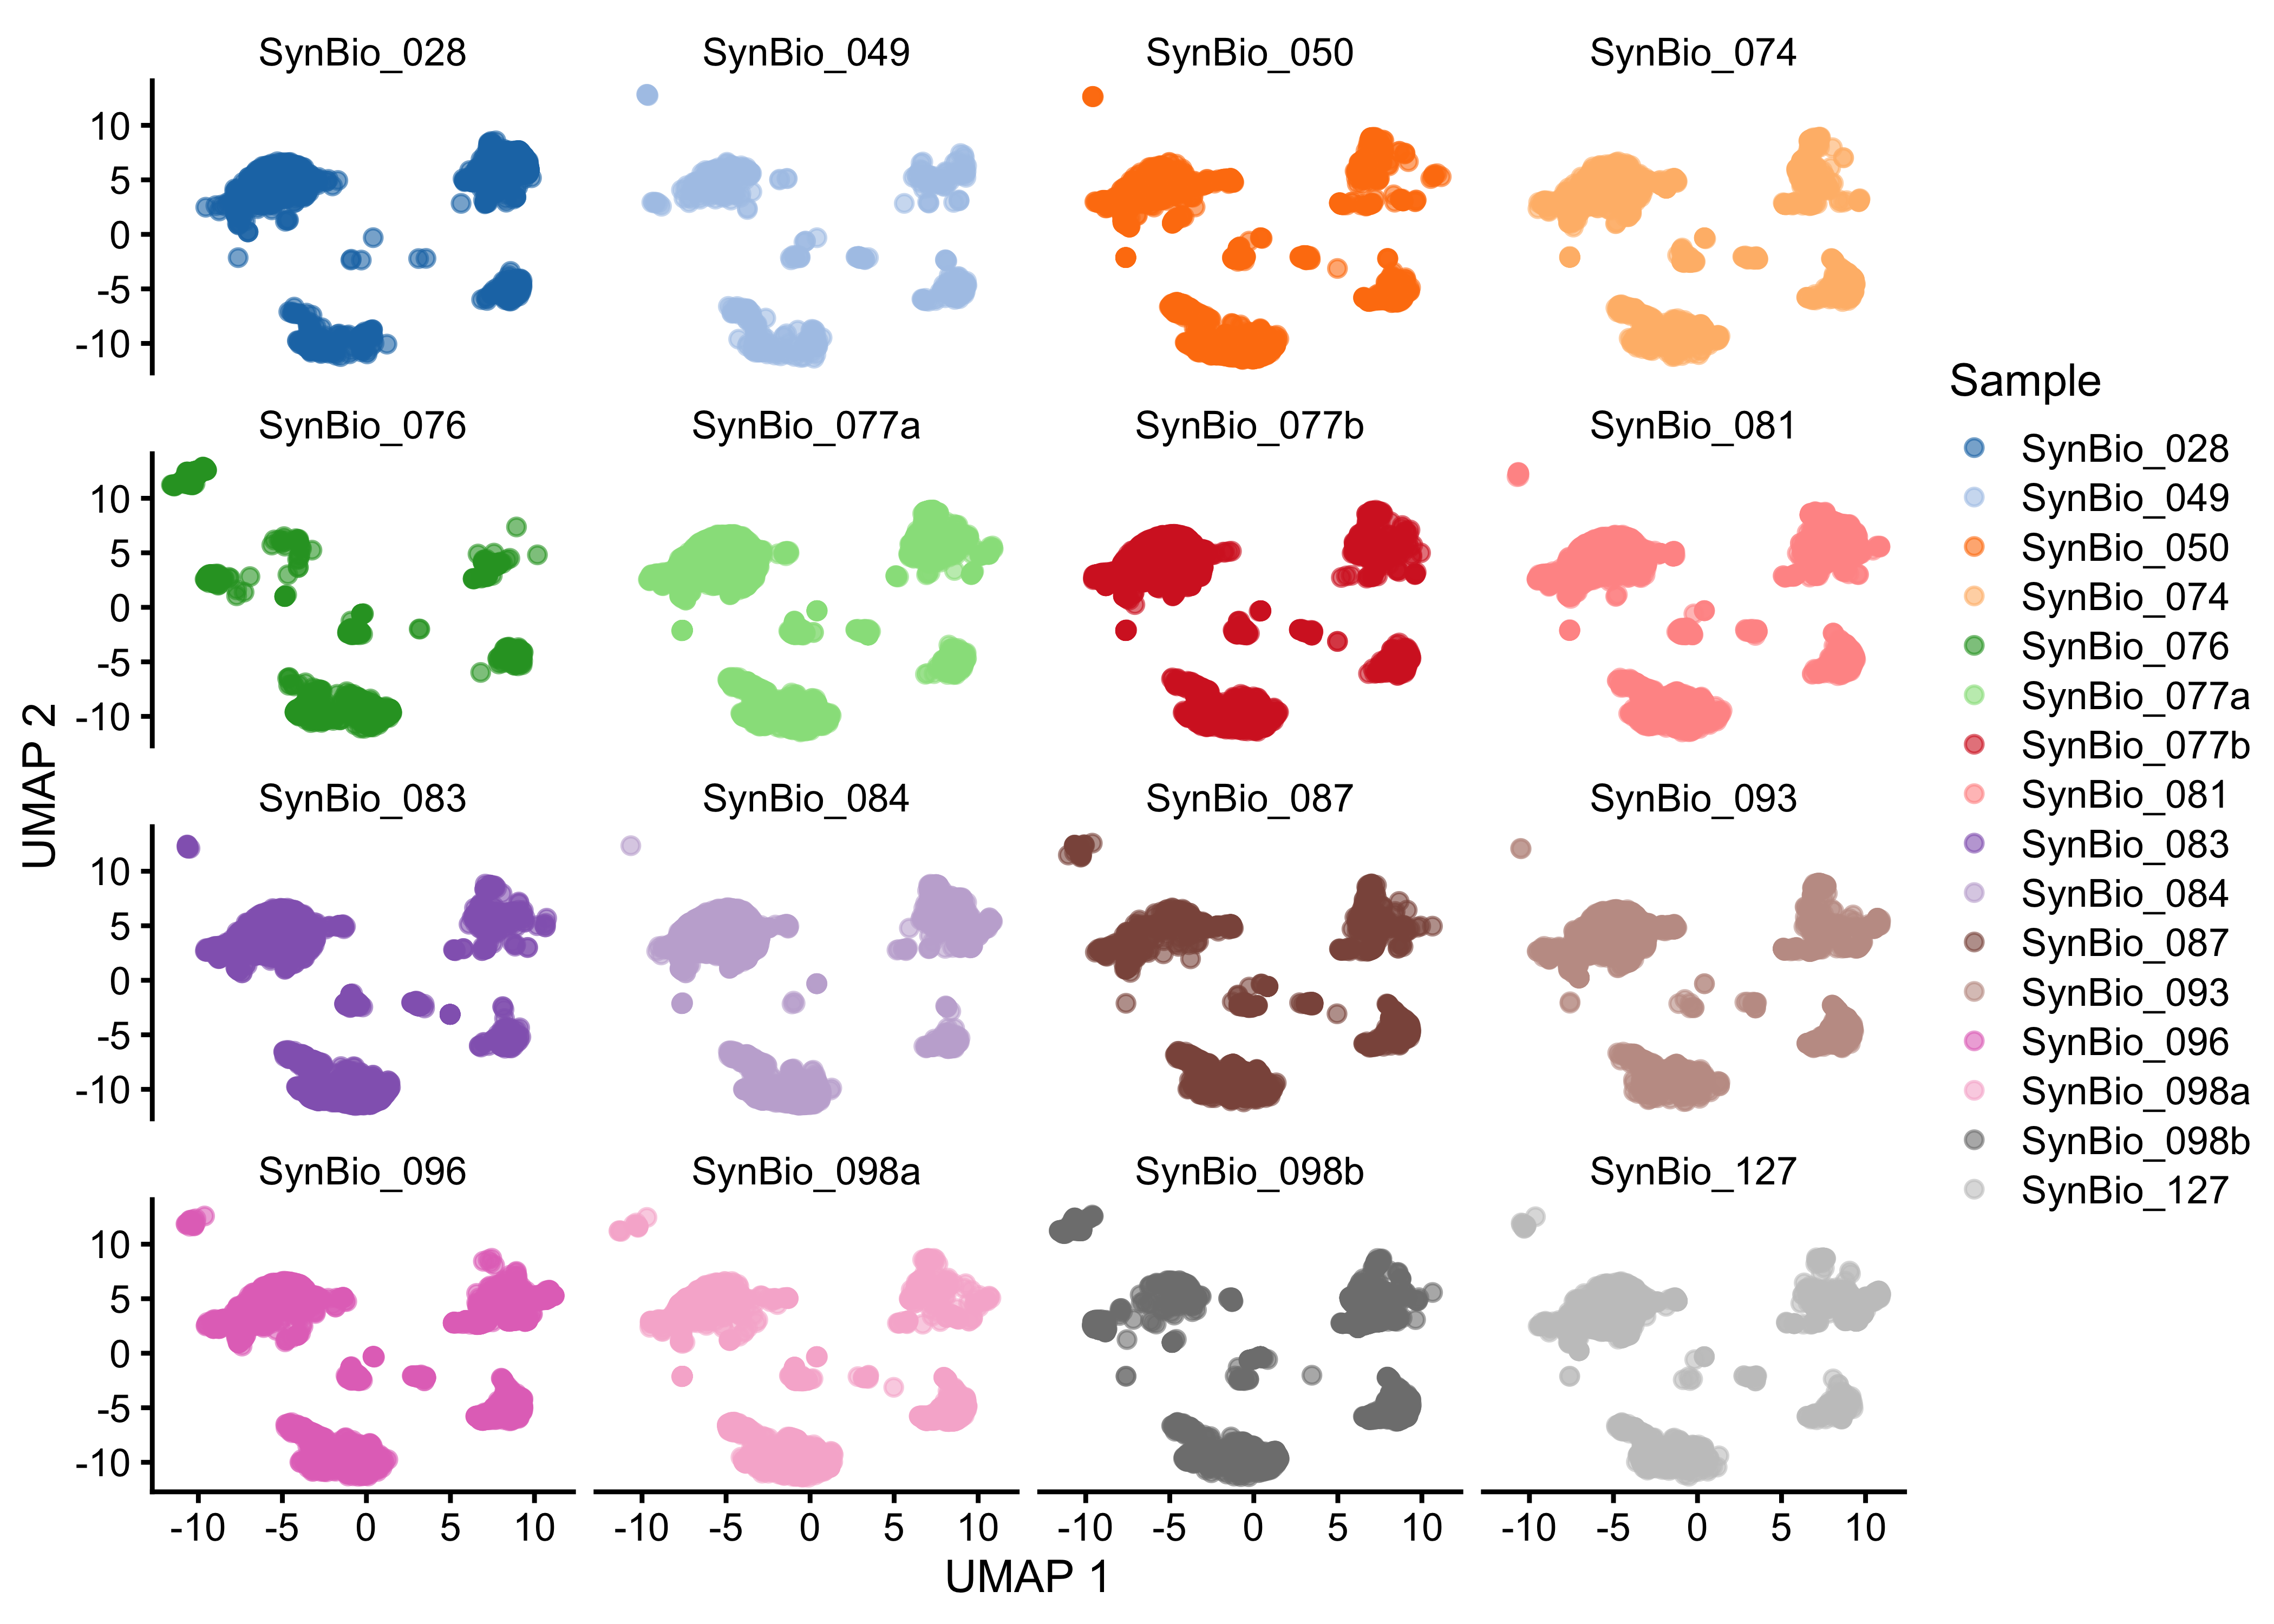 SynBio_028 SynBio_049 SynBio_050 SynBio_074
10
5
0
-5
-10
SynBio_076 SynBio_077a SynBio_077b SynBio_081
10
5
0
-5
-10
SynBio_083 SynBio_084 SynBio_087 SynBio_093
10
5
0
-5
-10
SynBio_096 SynBio_098a SynBio_098b SynBio_127
10
5
0
-5
-10
-10 -5 0 5 10 -10 -5 0 5 10 -10 -5 0 5 10 -10 -5 0 5 10
UMAP 1
UMAP 2
Sample
SynBio_028
SynBio_049
SynBio_050
SynBio_074
SynBio_076
SynBio_077a
SynBio_077b
SynBio_081
SynBio_083
SynBio_084
SynBio_087
SynBio_093
SynBio_096
SynBio_098a
SynBio_098b
SynBio_127